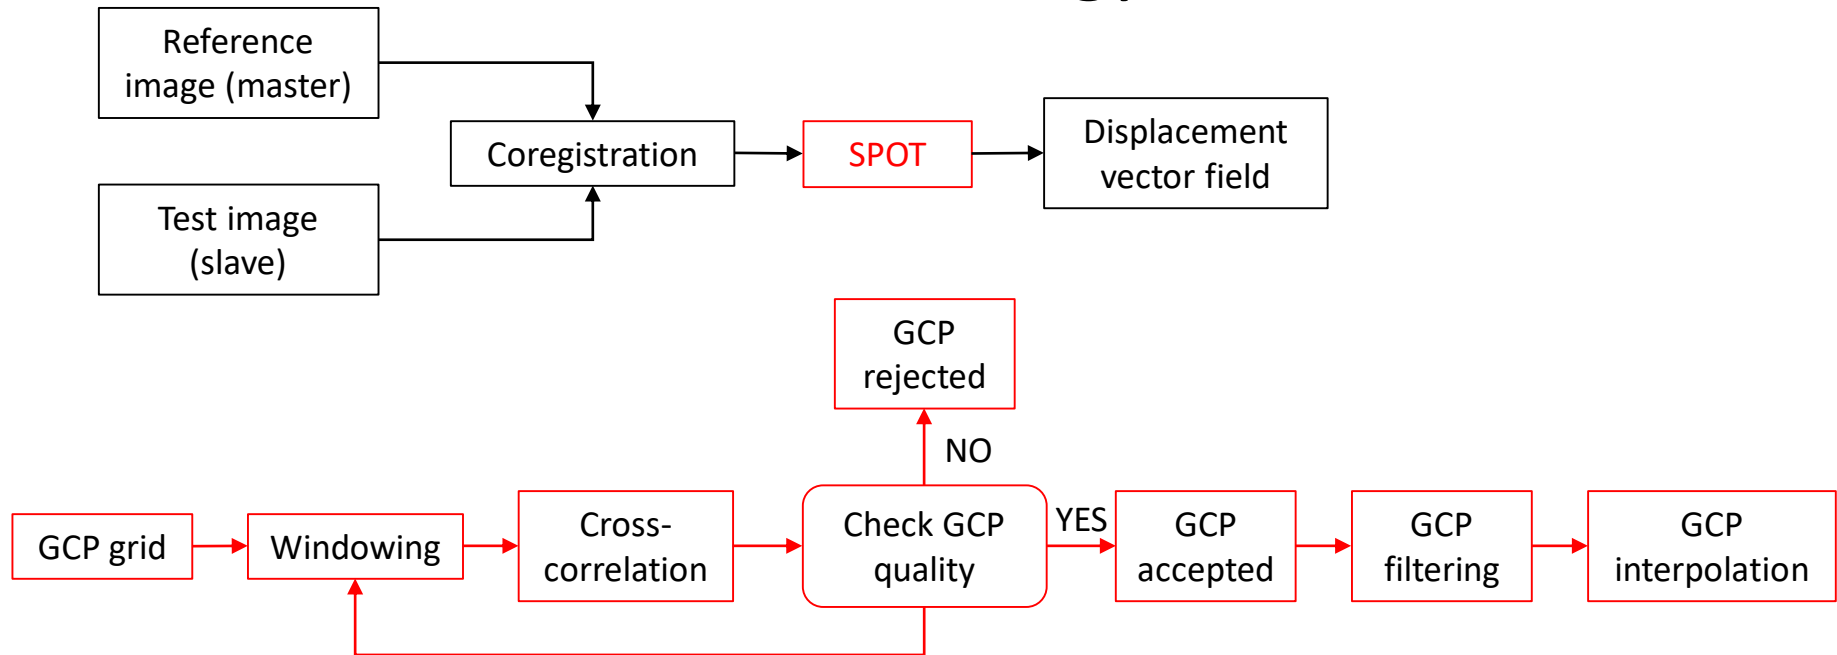 Reference
image (master)
Coregistration
SPOT
Displacement
vector field
Test image
(slave)
GCP
rejected
NO
GCP grid
Windowing
Cross-
correlation
Check GCP
quality
YES
GCP
accepted
GCP
filtering
GCP
interpolation